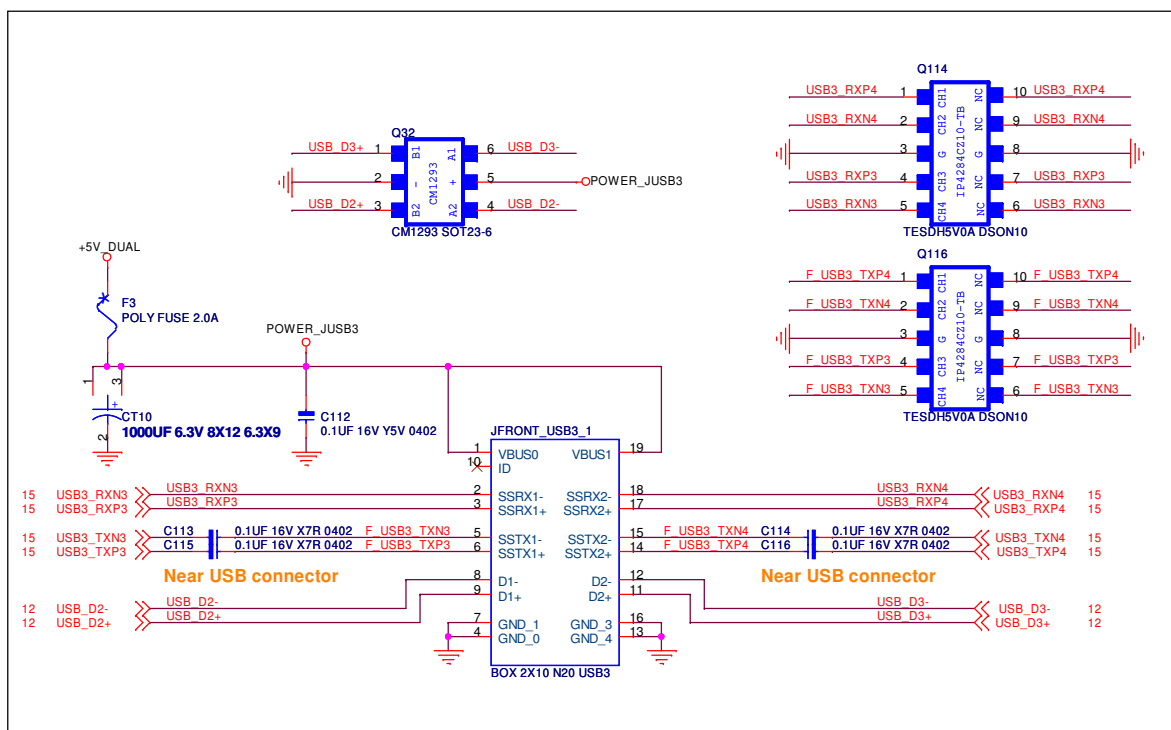 Q114
USB3_RXP4 1 CH1 NC 10 USB3_RXP4
USB3_RXN4 2 CH2 NC 9 USB3_RXN4
3 G G 8
USB3_RXP3 4 CH3 NC 7 USB3_RXP3
USB3_RXN3 5 CH4 NC 6 USB3_RXN3
IP4284CZ10-TB
TESDH5V0A DSON10
Q32
USB_D3+ 1 B1 A1 6 USB_D3-
2 - + 5 POWER_JUSB3
USB_D2+ 3 B2 A2 4 USB_D2-
CM1293
CM1293 SOT23-6
Q116
F_USB3_TXP4 1 CH1 NC 10 F_USB3_TXP4
F_USB3_TXN4 2 CH2 NC 9 F_USB3_TXN4
3 G G 8
F_USB3_TXP3 4 CH3 NC 7 F_USB3_TXP3
F_USB3_TXN3 5 CH4 NC 6 F_USB3_TXN3
IP4284CZ10-TB
TESDH5V0A DSON10
+5V_DUAL
F3
POLY FUSE 2.0A
POWER_JUSB3
1 3
+
CT10
1000UF 6.3V 8X12 6.3X9
2
C112
0.1UF 16V Y5V 0402
JFRONT_USB3_1
1 VBUS0 VBUS1 19
10 ID
15 USB3_RXN3 USB3_RXN3 2 SSRX1- SSRX2- 18 USB3_RXN4 USB3_RXN4 15
15 USB3_RXP3 USB3_RXP3 3 SSRX1+ SSRX2+ 17 USB3_RXP4 USB3_RXP4 15
15 USB3_TXN3 C113 0.1UF 16V X7R 0402 F_USB3_TXN3 5 SSTX1- SSTX2- 15 F_USB3_TXN4 C114 0.1UF 16V X7R 0402 USB3_TXN4 15
15 USB3_TXP3 C115 0.1UF 16V X7R 0402 F_USB3_TXP3 6 SSTX1+ SSTX2+ 14 F_USB3_TXP4 C116 0.1UF 16V X7R 0402 USB3_TXP4 15
Near USB connector Near USB connector
12 USB_D2- USB_D2- 8 D1- D2- 12 USB_D3- USB_D3- 12
12 USB_D2+ USB_D2+ 9 D1+ D2+ 11 USB_D3+ USB_D3+ 12
7 GND_1 GND_3 16
4 GND_0 GND_4 13
BOX 2X10 N20 USB3